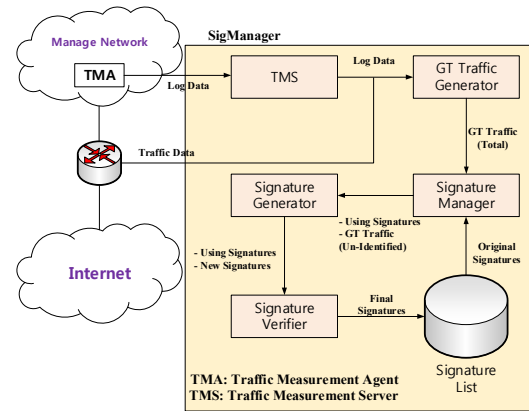 SigManager
Manage Network
TMA
Log Data
TMS
Log Data
GT Traffic
Generator
Traffic Data
GT Traffic
(Total)
Signature
Generator
Signature
Manager
- Using Signatures
- GT Traffic
(Un-Identified)
Original
Signatures
Internet
- Using Signatures
- New Signatures
Signature
Verifier
Final
Signatures
Signature
List
TMA: Traffic Measurement Agent
TMS: Traffic Measurement Server